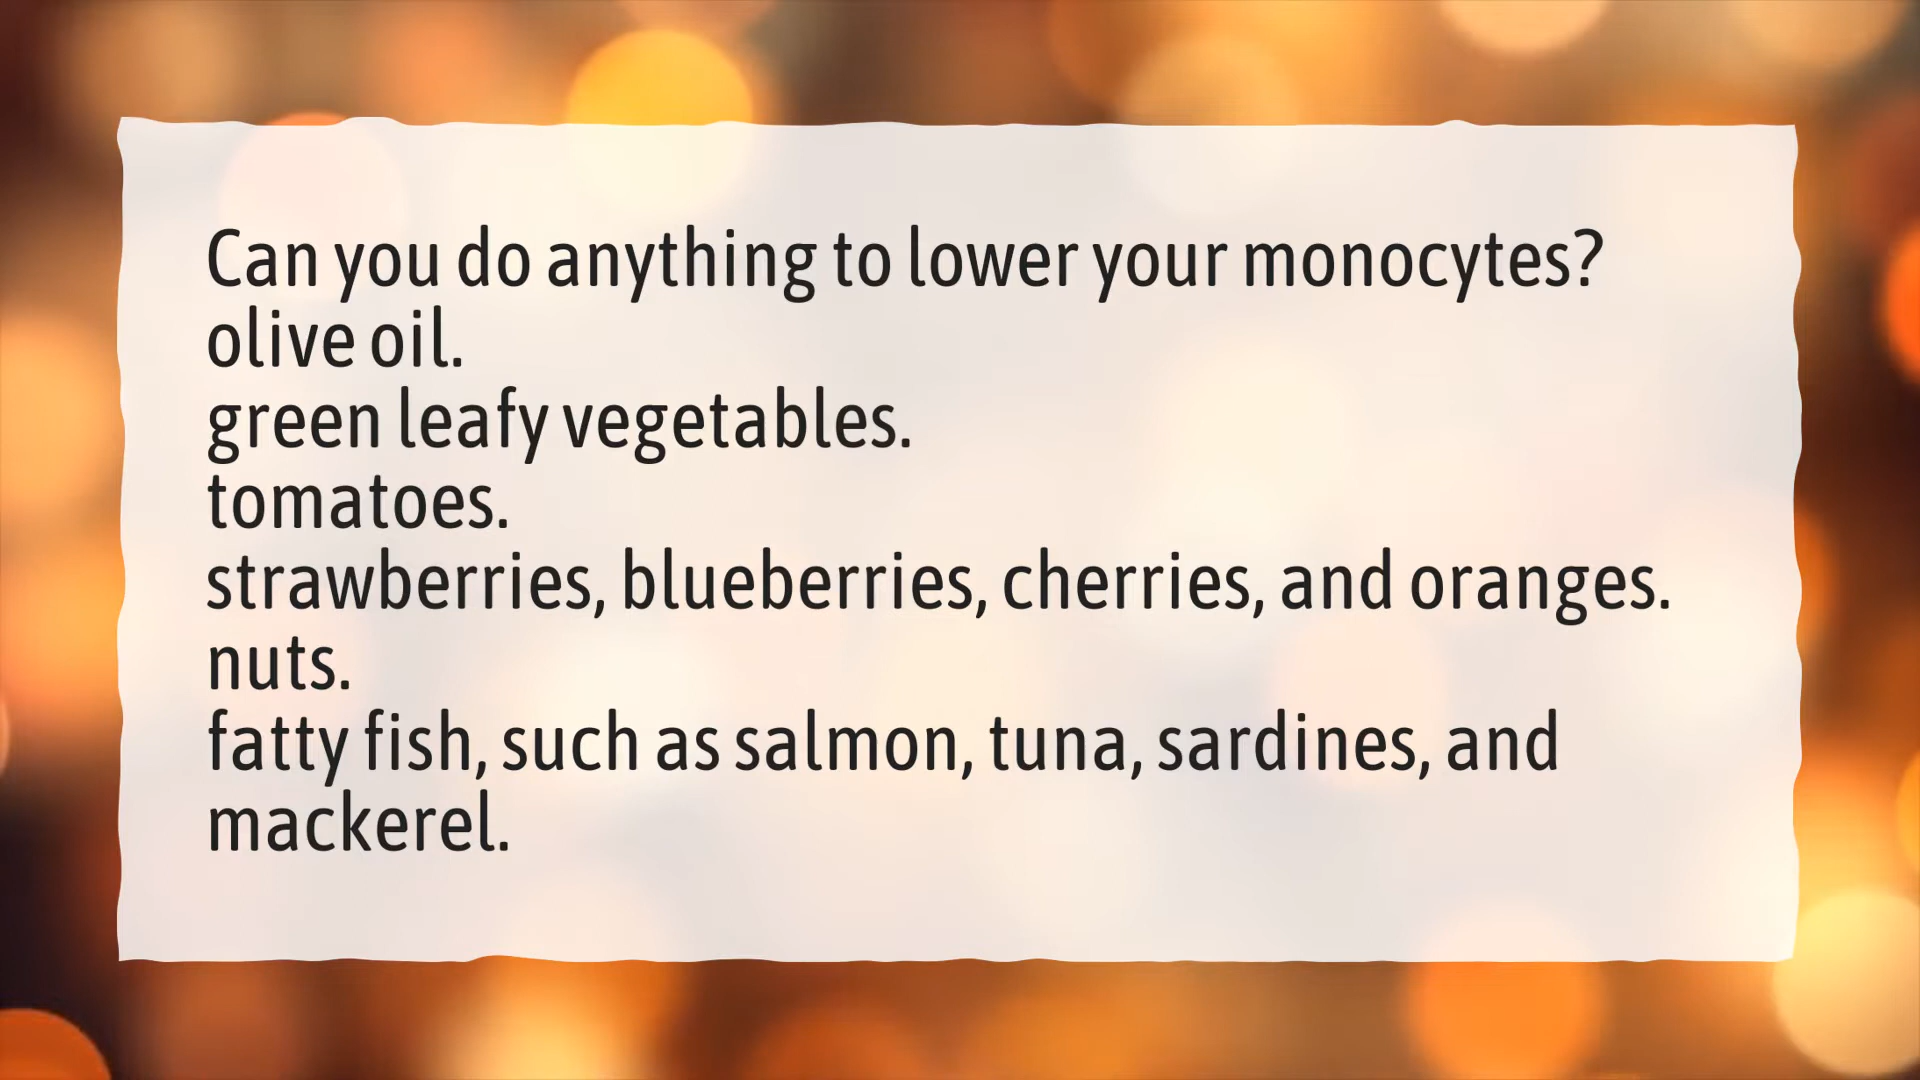 Can you do anything to lower your monocytes?
olive oil.
green leafy vegetables.
tomatoes.
strawberries, blueberries, cherries, and oranges.
nuts.
fatty fish, such as salmon, tuna, sardines, and
mackerel.